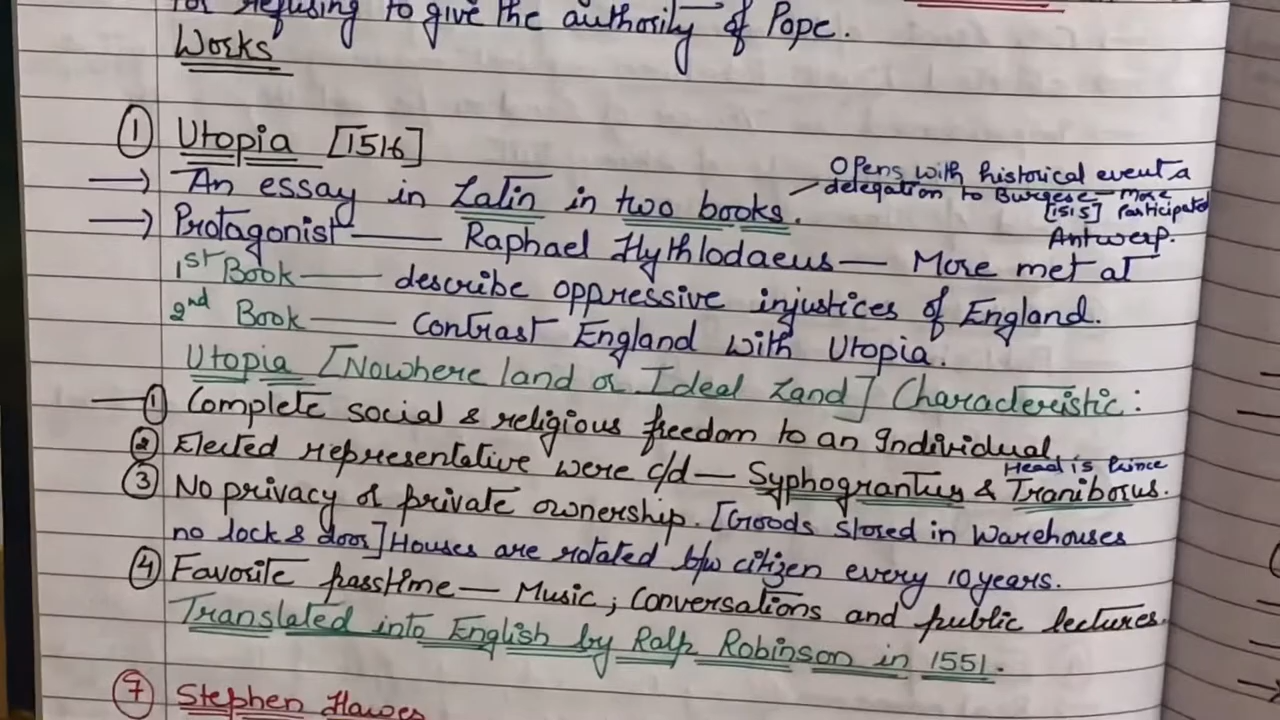 for refusing to give the authority of Pope.
Works
① Utopia [1516]
→ An essay in Latin in two books.
Opens with historical event a
delegation to Burgese — More
[1515] Participated
→ Protagonist —— Raphael Hythlodaeus — More met at Antwerp.
1st Book —— describe oppressive injustices of England.
2nd Book —— Contrast England with Utopia.
Utopia [Nowhere land or Ideal Land] Characteristic:
① Complete social & religious freedom to an Individual.
② Elected representative were c/d — Syphograntus & Traniborus.
Head is Prince
③ No privacy or private ownership. [Goods stored in Warehouses
no lock & door] Houses are rotated b/w citizen every 10 years.
④ Favorite passtime — Music; Conversations and public lectures.
Translated into English by Ralp Robinson in 1551.
⑦ Stephen Hawes